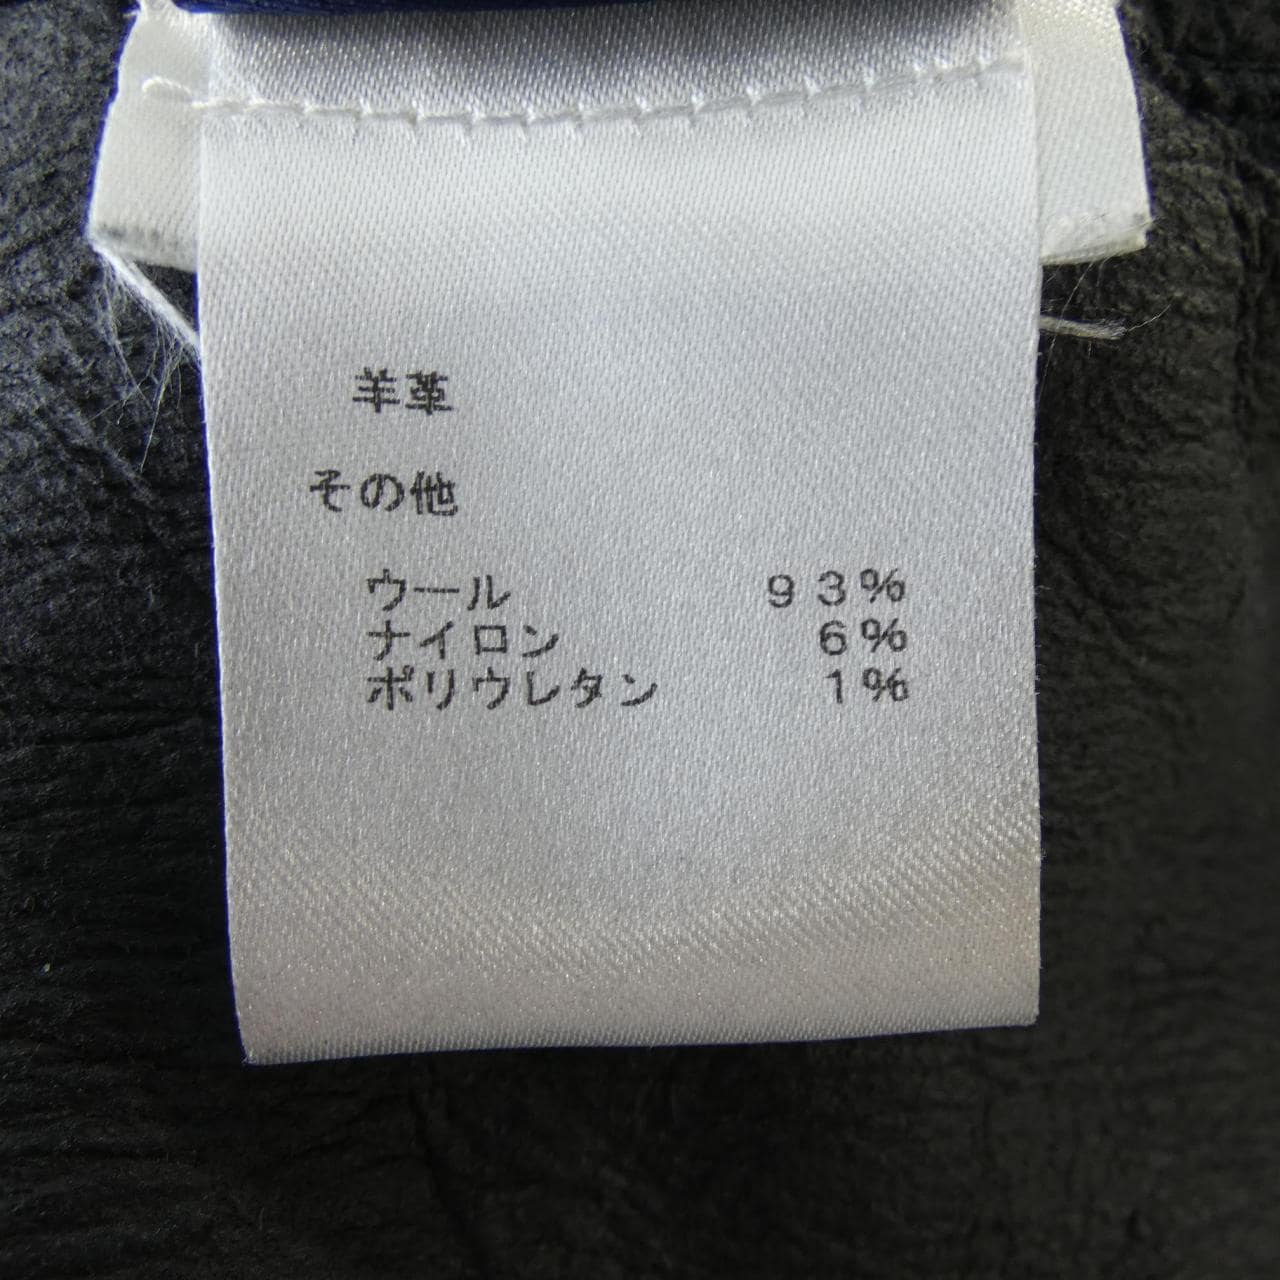 羊革
その他
ウール 93%
ナイロン 6%
ポリウレタン 1%